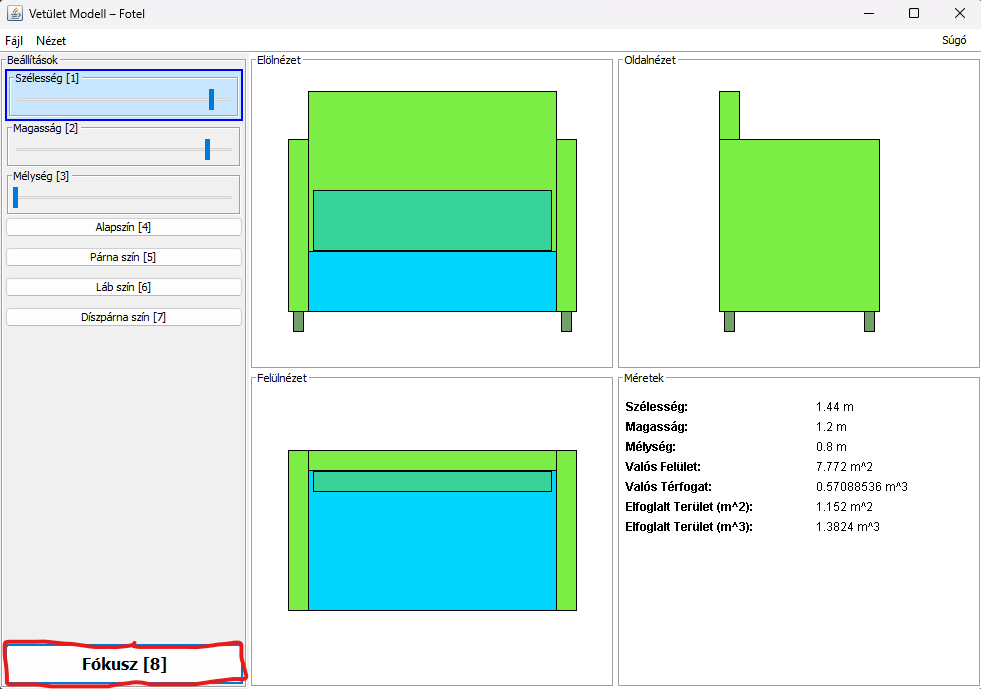 Vetület Modell – Fotel
Fájl Nézet Súgó
Beállítások
Szélesség [1]
Magasság [2]
Mélység [3]
Alapszín [4]
Párna szín [5]
Láb szín [6]
Díszpárna szín [7]
Fókusz [8]
Elölnézet
Oldalnézet
Felülnézet
Méretek
Szélesség: 1.44 m
Magasság: 1.2 m
Mélység: 0.8 m
Valós Felület: 7.772 m^2
Valós Térfogat: 0.57088536 m^3
Elfoglalt Terület (m^2): 1.152 m^2
Elfoglalt Terület (m^3): 1.3824 m^3